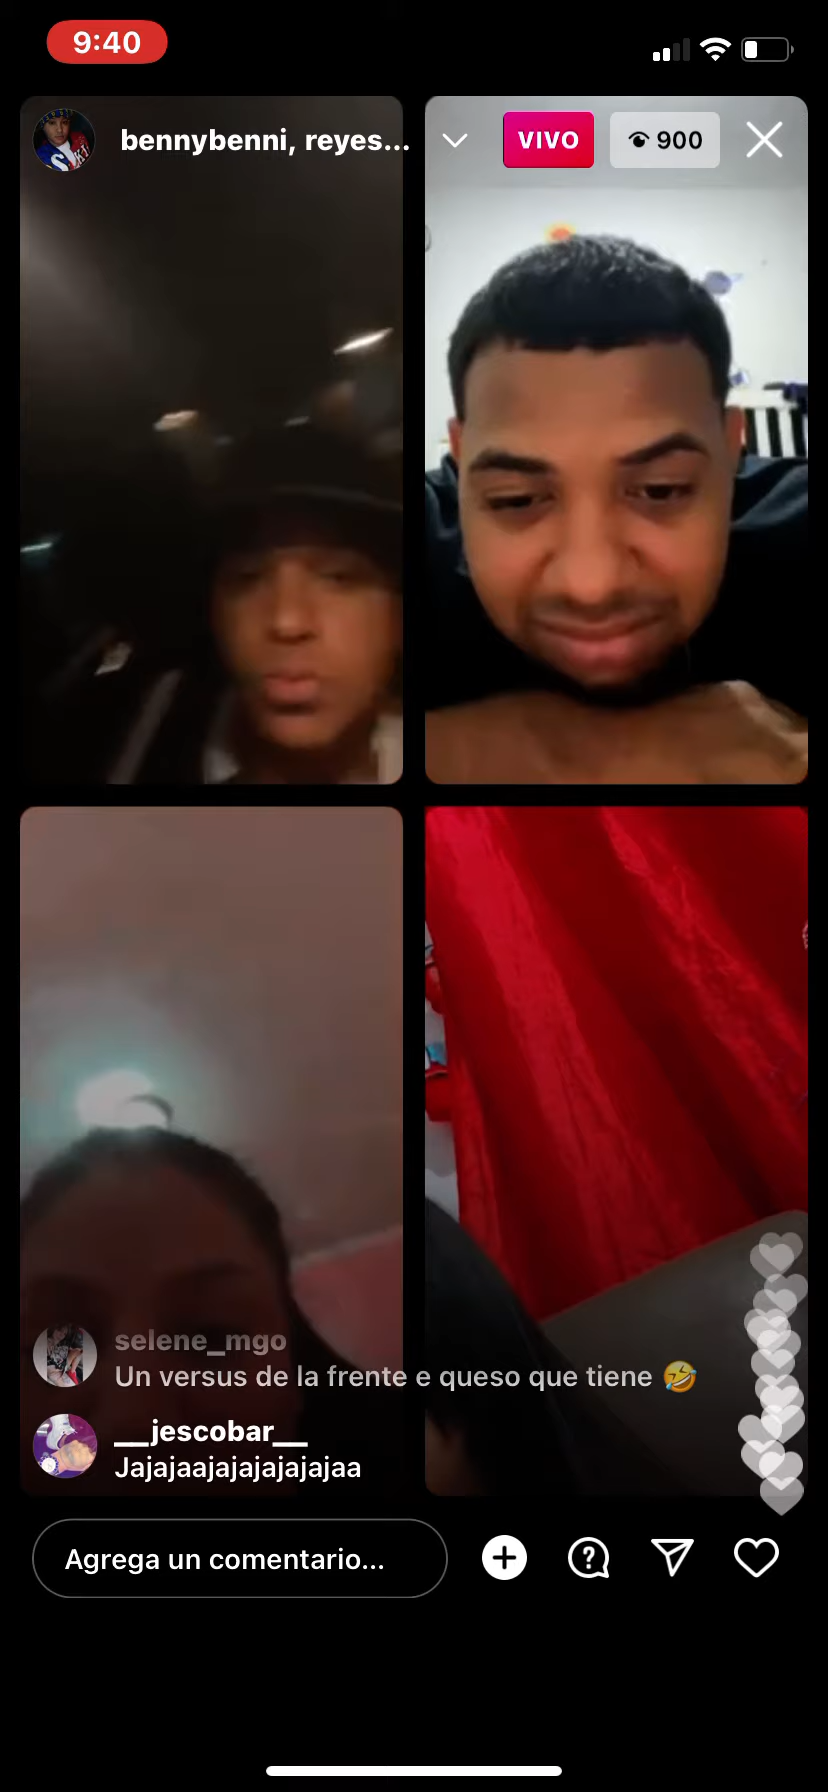 9:40
bennybenni, reyes...
VIVO
900
selene_mgo
Un versus de la frente e queso que tiene 🤣
__jescobar__
Jajajaajajajajajajaa
Agrega un comentario...